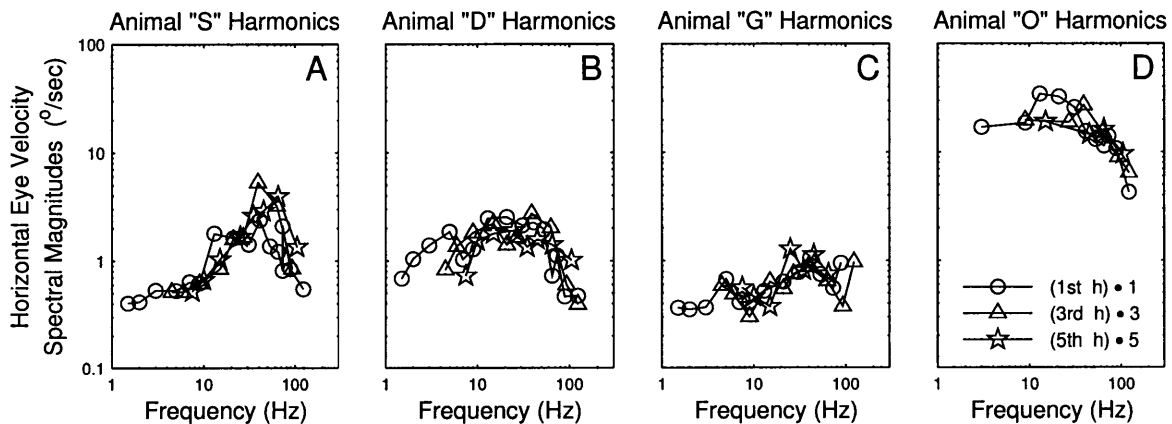 Animal "S" Harmonics
Animal "D" Harmonics
Animal "G" Harmonics
Animal "O" Harmonics
Horizontal Eye Velocity
Spectral Magnitudes (⁰/sec)
100
10
1
0.1
A
B
C
D
(1st h) • 1
(3rd h) • 3
(5th h) • 5
1 10 100
1 10 100
1 10 100
1 10 100
Frequency (Hz)
Frequency (Hz)
Frequency (Hz)
Frequency (Hz)